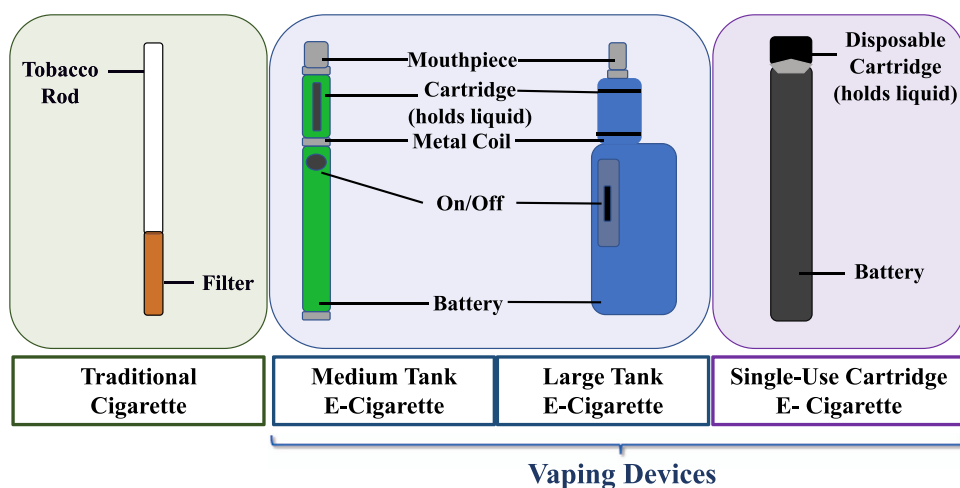 Tobacco
Rod
Filter
Mouthpiece
Cartridge
(holds liquid)
Metal Coil
On/Off
Battery
Disposable
Cartridge
(holds liquid)
Battery
Traditional
Cigarette
Medium Tank
E-Cigarette
Large Tank
E-Cigarette
Single-Use Cartridge
E- Cigarette
Vaping Devices